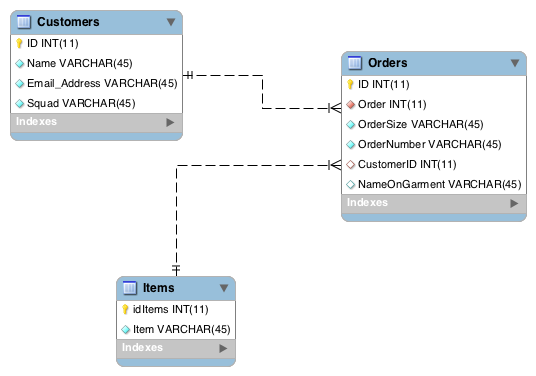 Customers
ID INT(11)
Name VARCHAR(45)
Email_Address VARCHAR(45)
Squad VARCHAR(45)
Indexes
Orders
ID INT(11)
Order INT(11)
OrderSize VARCHAR(45)
OrderNumber VARCHAR(45)
CustomerID INT(11)
NameOnGarment VARCHAR(45)
Indexes
Items
idItems INT(11)
Item VARCHAR(45)
Indexes